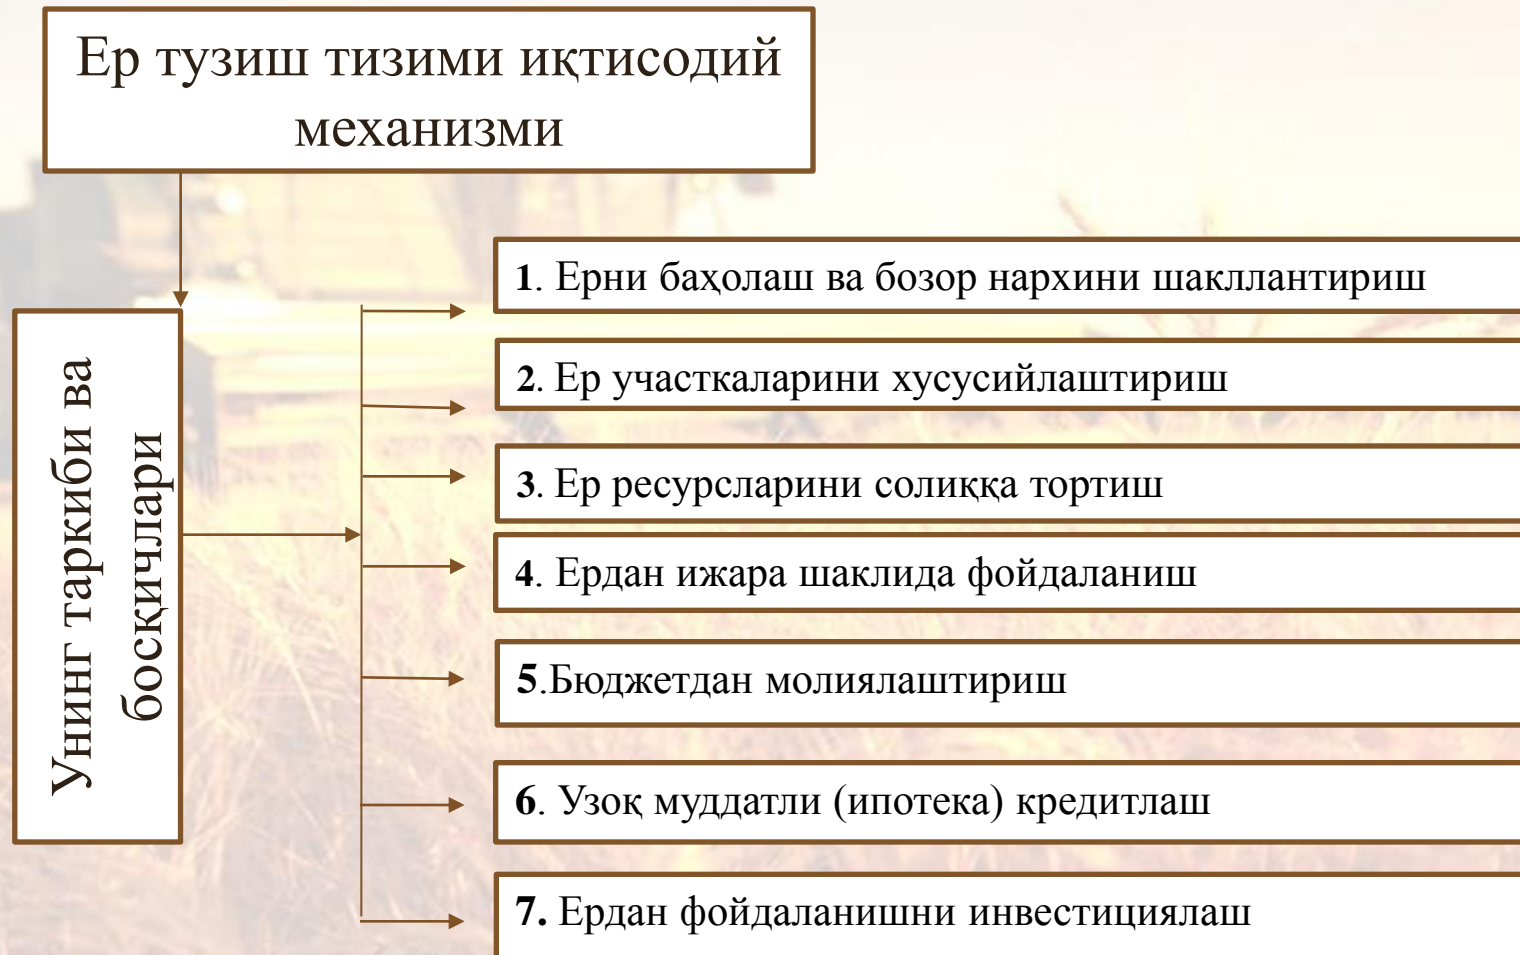 Ер тузиш тизими иқтисодий
механизми
Унинг таркиби ва
босқичлари
1. Ерни баҳолаш ва бозор нархини шакллантириш
2. Ер участкаларини хусусийлаштириш
3. Ер ресурсларини солиққа тортиш
4. Ердан ижара шаклида фойдаланиш
5.Бюджетдан молиялаштириш
6. Узоқ муддатли (ипотека) кредитлаш
7. Ердан фойдаланишни инвестициялаш